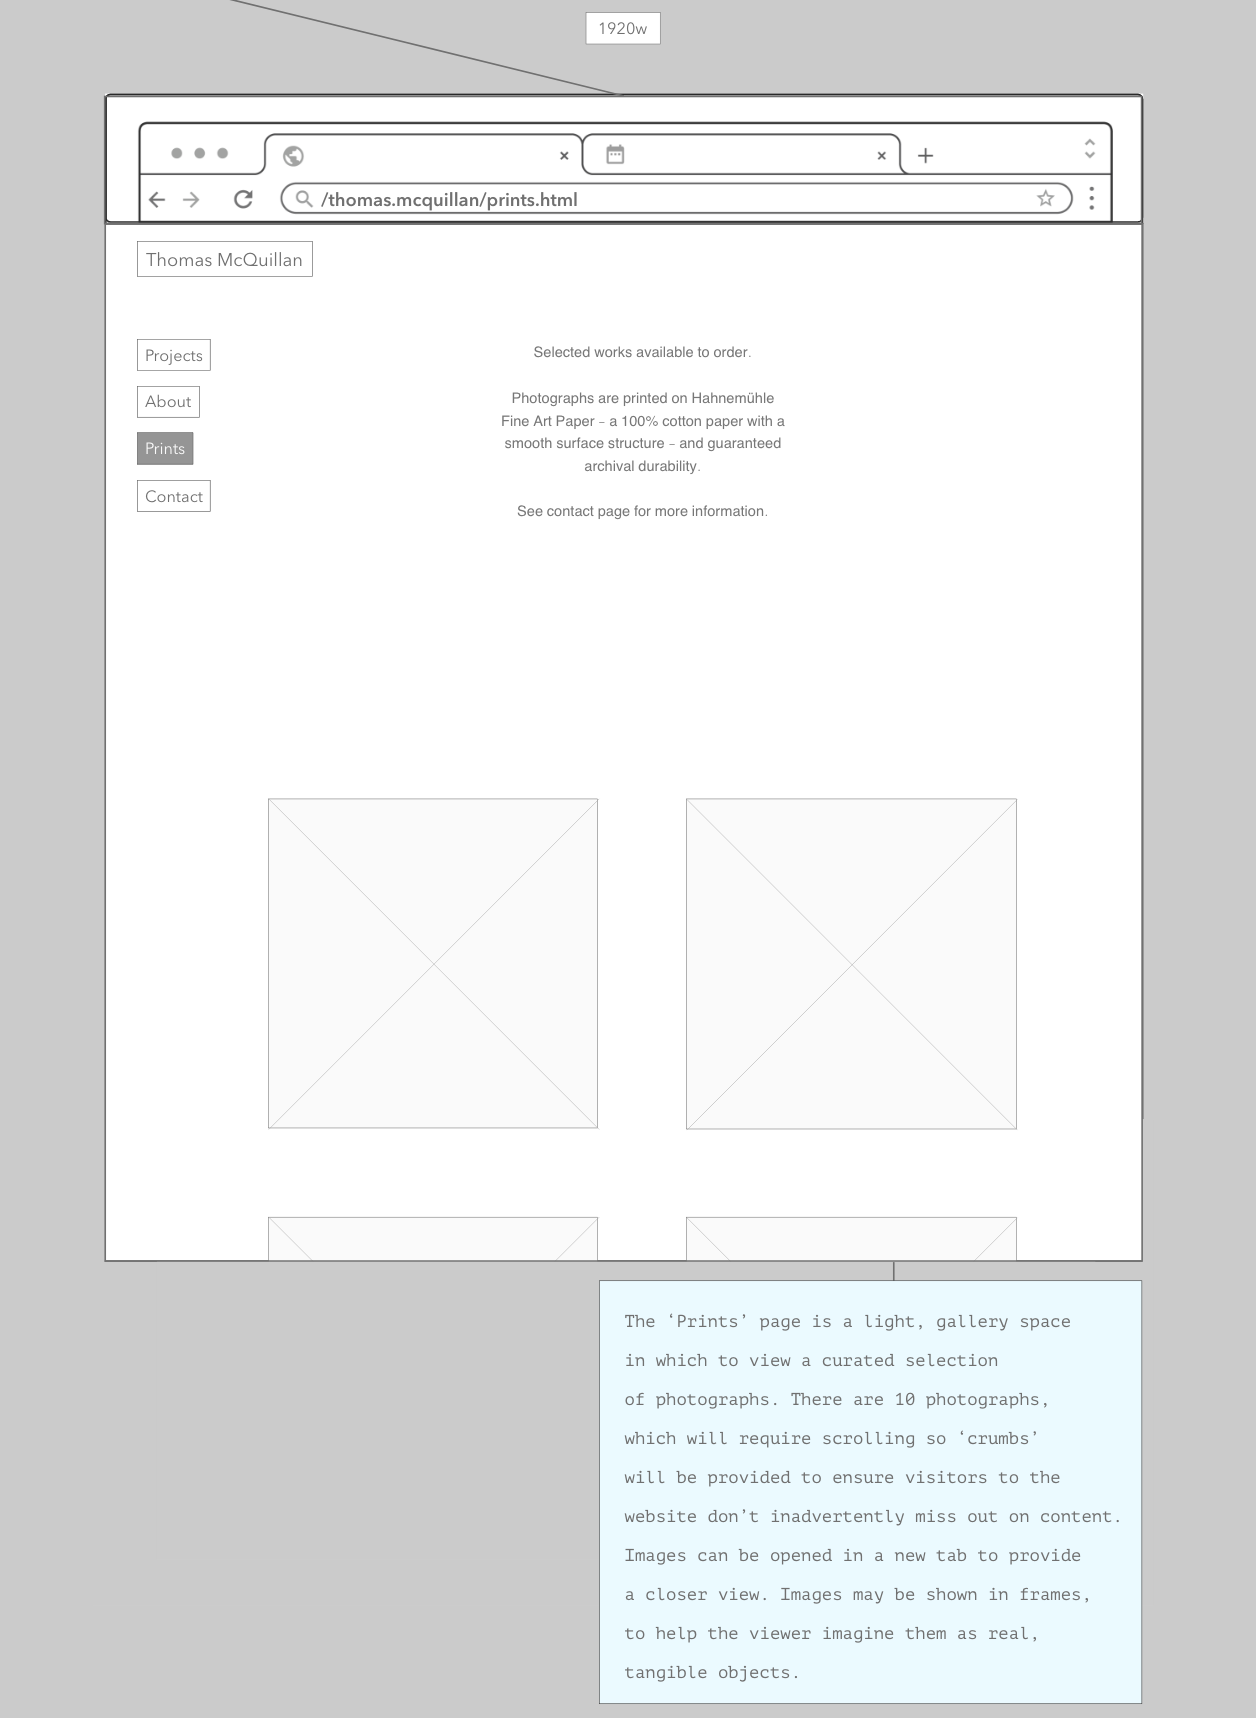 1920w
/thomas.mcquillan/prints.html
Thomas McQuillan
Projects
About
Prints
Contact
Selected works available to order.
Photographs are printed on Hahnemühle
Fine Art Paper – a 100% cotton paper with a
smooth surface structure – and guaranteed
archival durability.
See contact page for more information.
The ‘Prints’ page is a light, gallery space
in which to view a curated selection
of photographs. There are 10 photographs,
which will require scrolling so ‘crumbs’
will be provided to ensure visitors to the
website don’t inadvertently miss out on content.
Images can be opened in a new tab to provide
a closer view. Images may be shown in frames,
to help the viewer imagine them as real,
tangible objects.